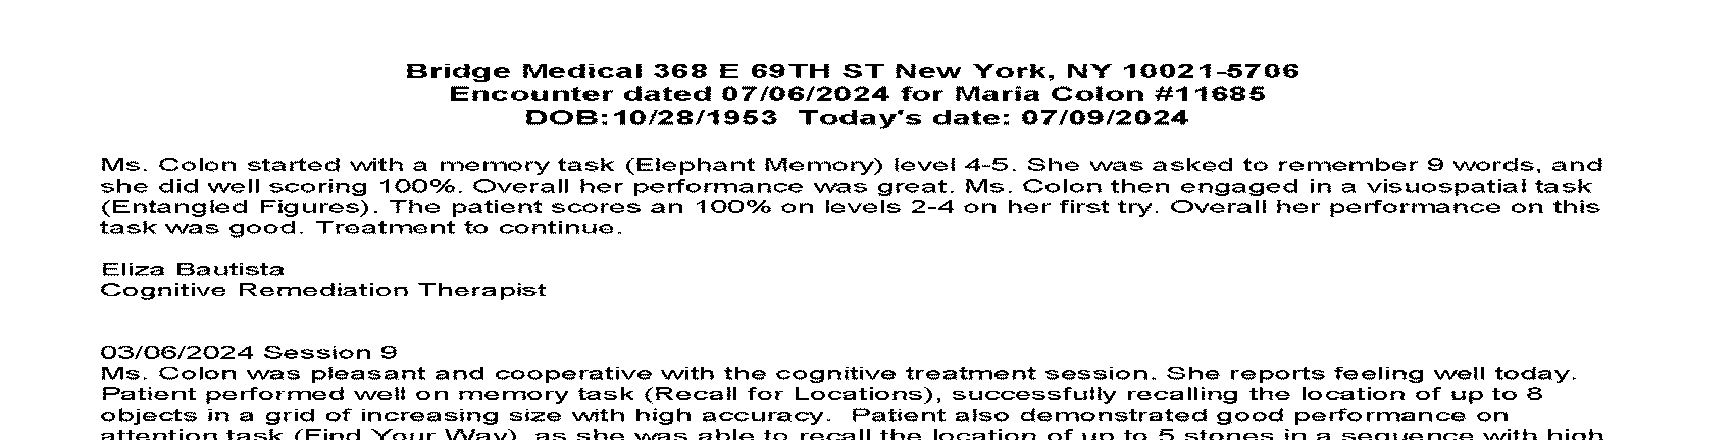 Bridge Medical 368 E 69TH ST New York, NY 10021-5706
Encounter dated 07/06/2024 for Maria Colon #11685
DOB:10/28/1953 Today's date: 07/09/2024
Ms. Colon started with a memory task (Elephant Memory) level 4-5. She was asked to remember 9 words, and
she did well scoring 100%. Overall her performance was great. Ms. Colon then engaged in a visuospatial task
(Entangled Figures). The patient scores an 100% on levels 2-4 on her first try. Overall her performance on this
task was good. Treatment to continue.
Eliza Bautista
Cognitive Remediation Therapist
03/06/2024 Session 9
Ms. Colon was pleasant and cooperative with the cognitive treatment session. She reports feeling well today.
Patient performed well on memory task (Recall for Locations), successfully recalling the location of up to 8
objects in a grid of increasing size with high accuracy. Patient also demonstrated good performance on
attention task (Find Your Way), as she was able to recall the location of up to 5 stones in a sequence with high